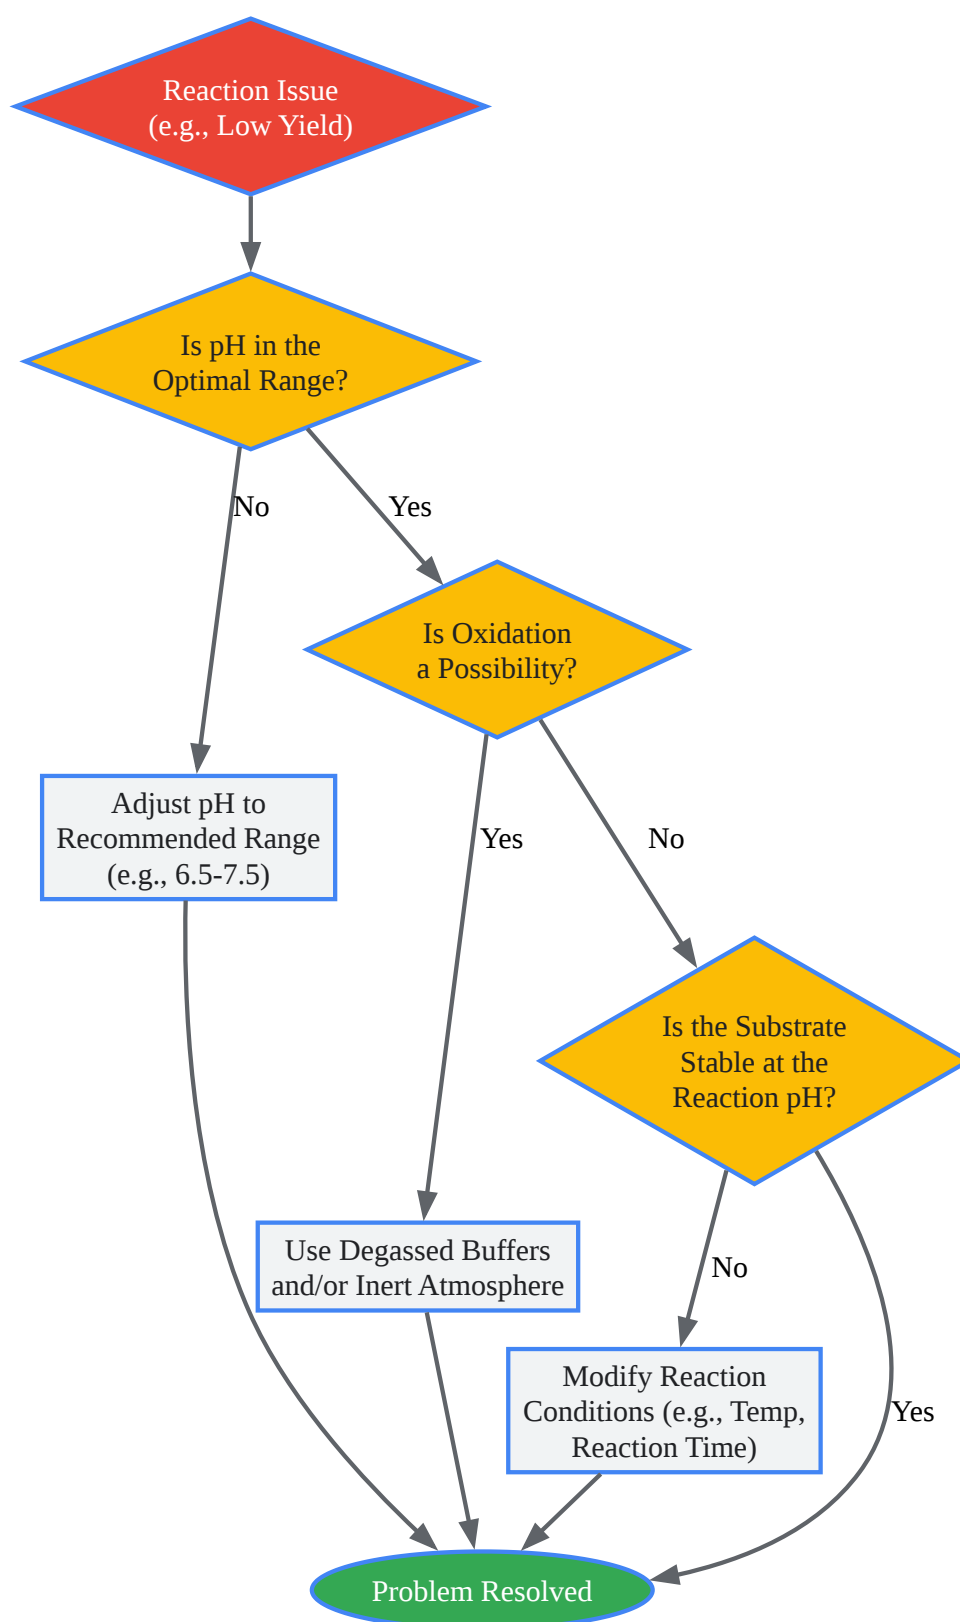 Reaction Issue
(e.g., Low Yield)
Is pH in the
Optimal Range?
No
Yes
Is Oxidation
a Possibility?
Adjust pH to
Recommended Range
(e.g., 6.5-7.5)
Yes
No
Is the Substrate
Stable at the
Reaction pH?
Use Degassed Buffers
and/or Inert Atmosphere
No
Modify Reaction
Conditions (e.g., Temp,
Reaction Time)
Yes
Problem Resolved